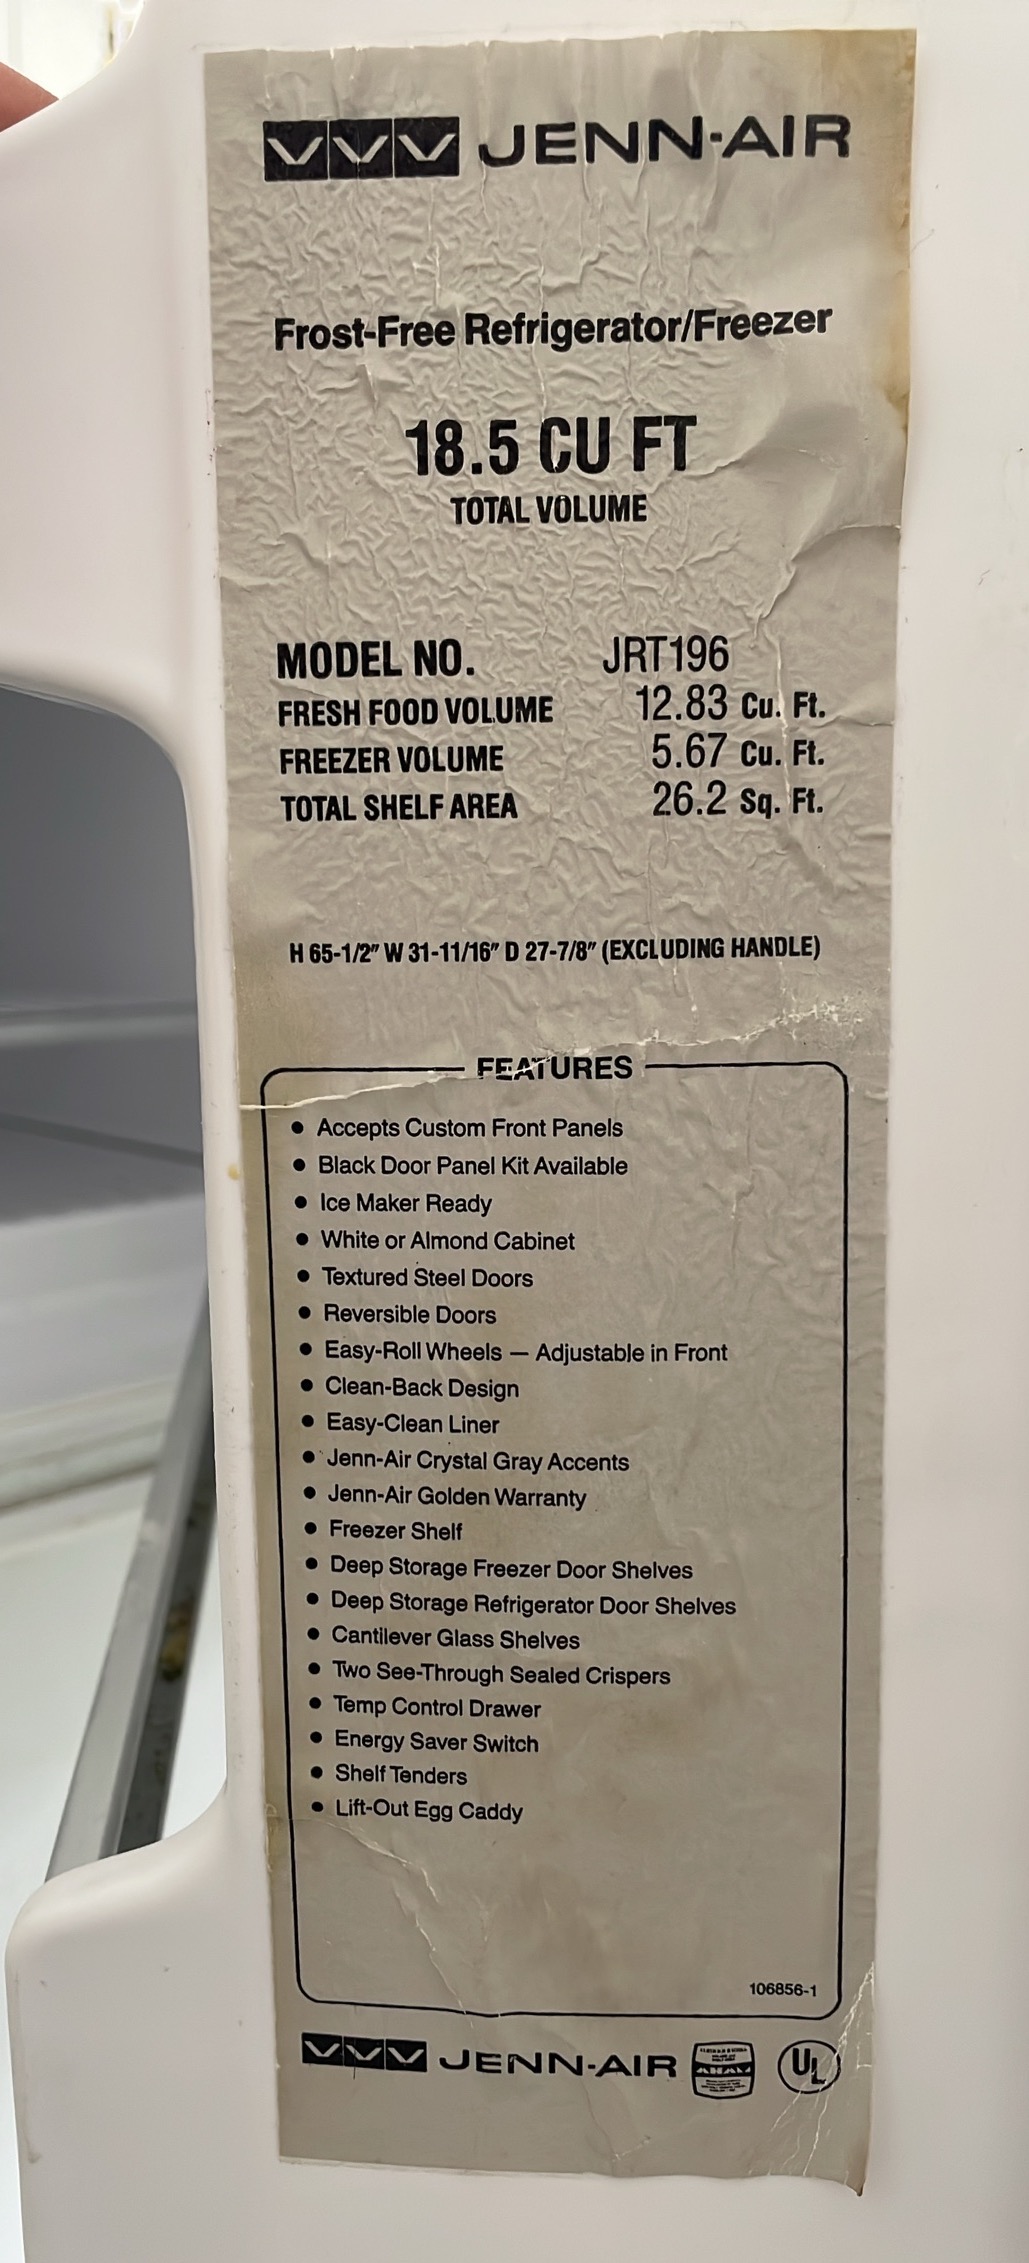 JENN-AIR
Frost-Free Refrigerator/Freezer
18.5 CU FT
TOTAL VOLUME
MODEL NO. JRT196
FRESH FOOD VOLUME 12.83 Cu. Ft.
FREEZER VOLUME 5.67 Cu. Ft.
TOTAL SHELF AREA 26.2 Sq. Ft.
H 65-1/2" W 31-11/16" D 27-7/8" (EXCLUDING HANDLE)
FEATURES
• Accepts Custom Front Panels
• Black Door Panel Kit Available
• Ice Maker Ready
• White or Almond Cabinet
• Textured Steel Doors
• Reversible Doors
• Easy-Roll Wheels — Adjustable in Front
• Clean-Back Design
• Easy-Clean Liner
• Jenn-Air Crystal Gray Accents
• Jenn-Air Golden Warranty
• Freezer Shelf
• Deep Storage Freezer Door Shelves
• Deep Storage Refrigerator Door Shelves
• Cantilever Glass Shelves
• Two See-Through Sealed Crispers
• Temp Control Drawer
• Energy Saver Switch
• Shelf Tenders
• Lift-Out Egg Caddy
106856-1
JENN-AIR AHAM UL